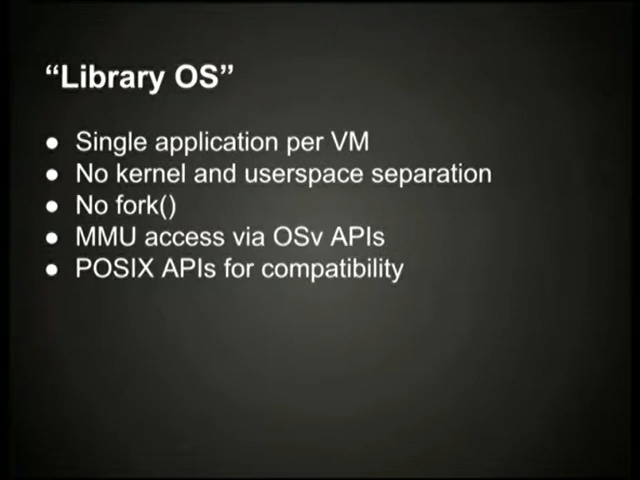 “Library OS”
● Single application per VM
● No kernel and userspace separation
● No fork()
● MMU access via OSv APIs
● POSIX APIs for compatibility